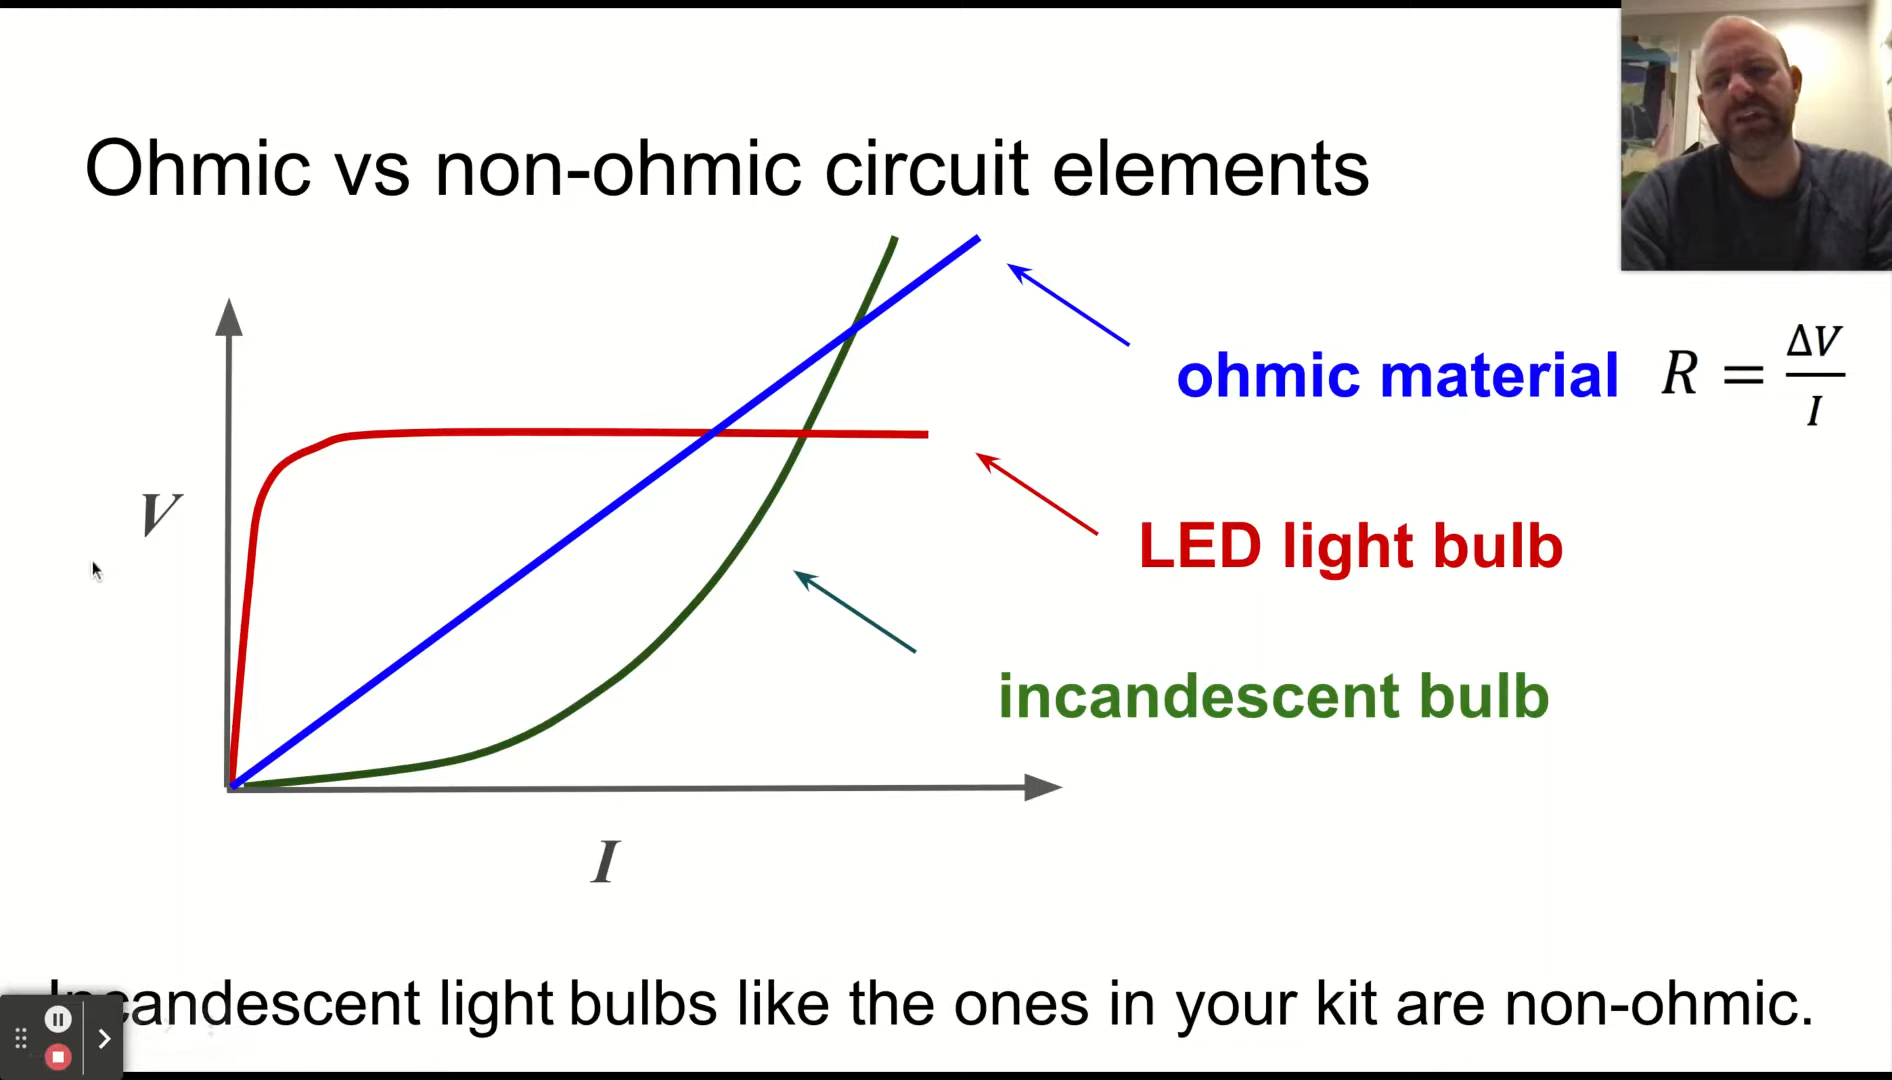 Ohmic vs non-ohmic circuit elements
ohmic material R = ΔV/I
V
LED light bulb
incandescent bulb
I
Incandescent light bulbs like the ones in your kit are non-ohmic.